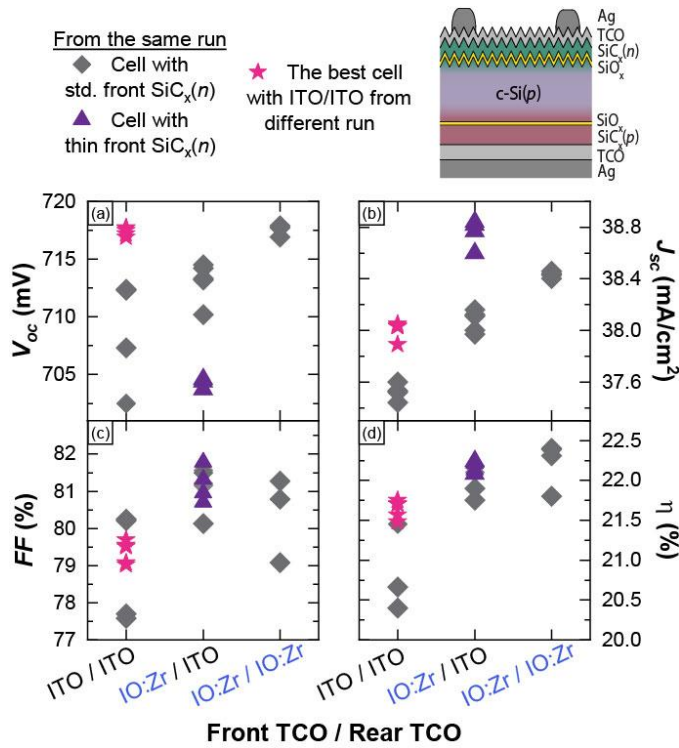 From the same run
Cell with
std. front SiCₓ(n)
Cell with
thin front SiCₓ(n)
The best cell
with ITO/ITO from
different run
Ag
TCO
SiCₓ(n)
SiOₓ
c-Si(p)
SiOₓ
SiCₓ(p)
TCO
Ag
(a)
720
715
710
705
V_oc (mV)
(b)
38.8
38.4
38.0
37.6
J_sc (mA/cm²)
(c)
82
81
80
79
78
77
FF (%)
(d)
22.5
22.0
21.5
21.0
20.5
20.0
η (%)
ITO / ITO
IO:Zr / ITO
IO:Zr / IO:Zr
ITO / ITO
IO:Zr / ITO
IO:Zr / IO:Zr
Front TCO / Rear TCO